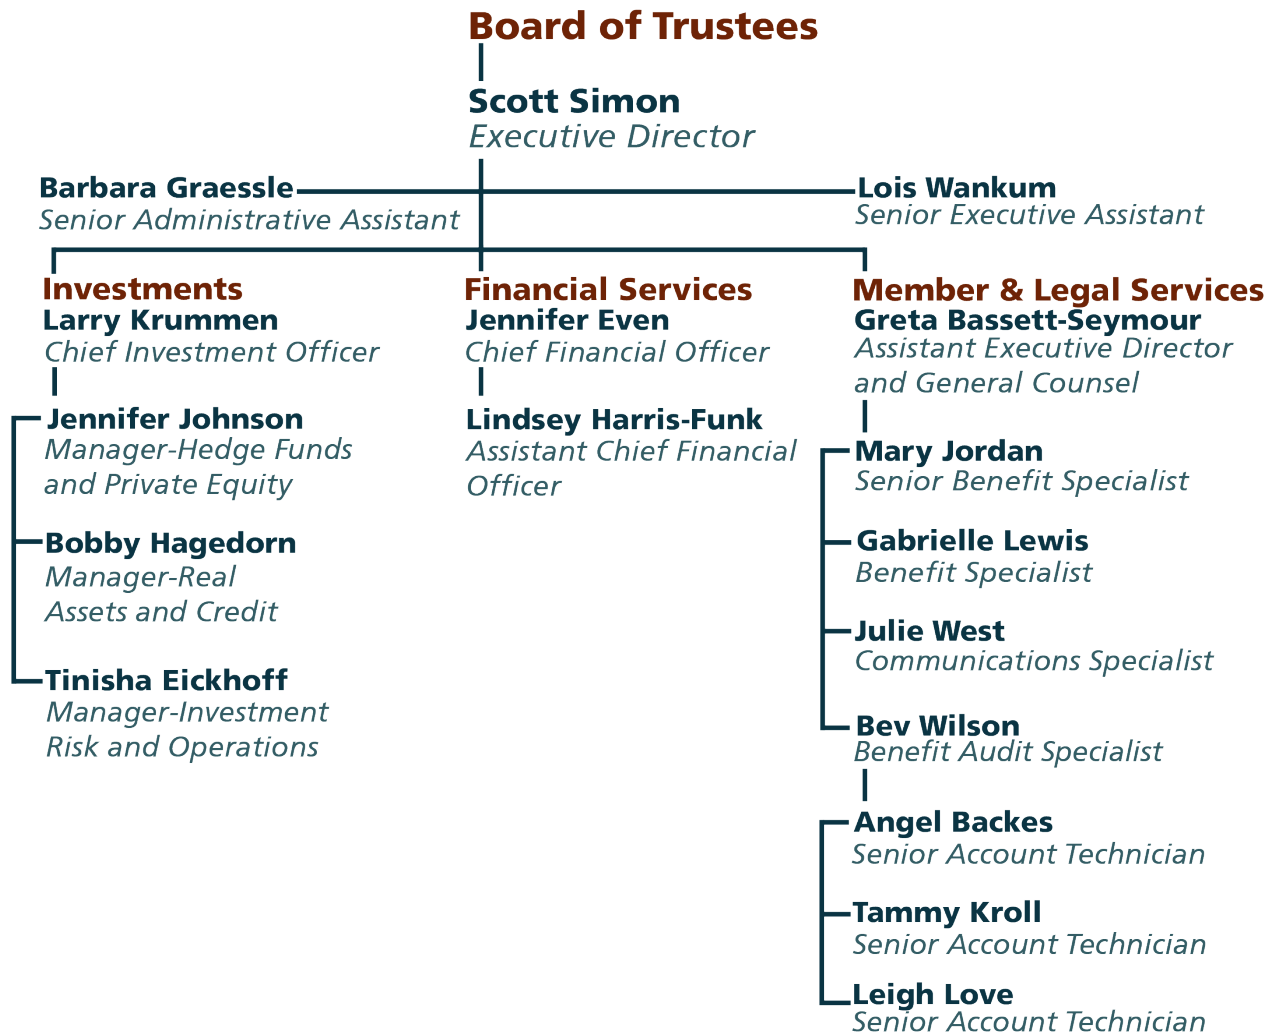 Board of Trustees
Scott Simon
Executive Director
Barbara Graessle
Senior Administrative Assistant
Lois Wankum
Senior Executive Assistant
Investments
Larry Krummen
Chief Investment Officer
Jennifer Johnson
Manager-Hedge Funds
and Private Equity
Bobby Hagedorn
Manager-Real
Assets and Credit
Tinisha Eickhoff
Manager-Investment
Risk and Operations
Financial Services
Jennifer Even
Chief Financial Officer
Lindsey Harris-Funk
Assistant Chief Financial
Officer
Member & Legal Services
Greta Bassett-Seymour
Assistant Executive Director
and General Counsel
Mary Jordan
Senior Benefit Specialist
Gabrielle Lewis
Benefit Specialist
Julie West
Communications Specialist
Bev Wilson
Benefit Audit Specialist
Angel Backes
Senior Account Technician
Tammy Kroll
Senior Account Technician
Leigh Love
Senior Account Technician